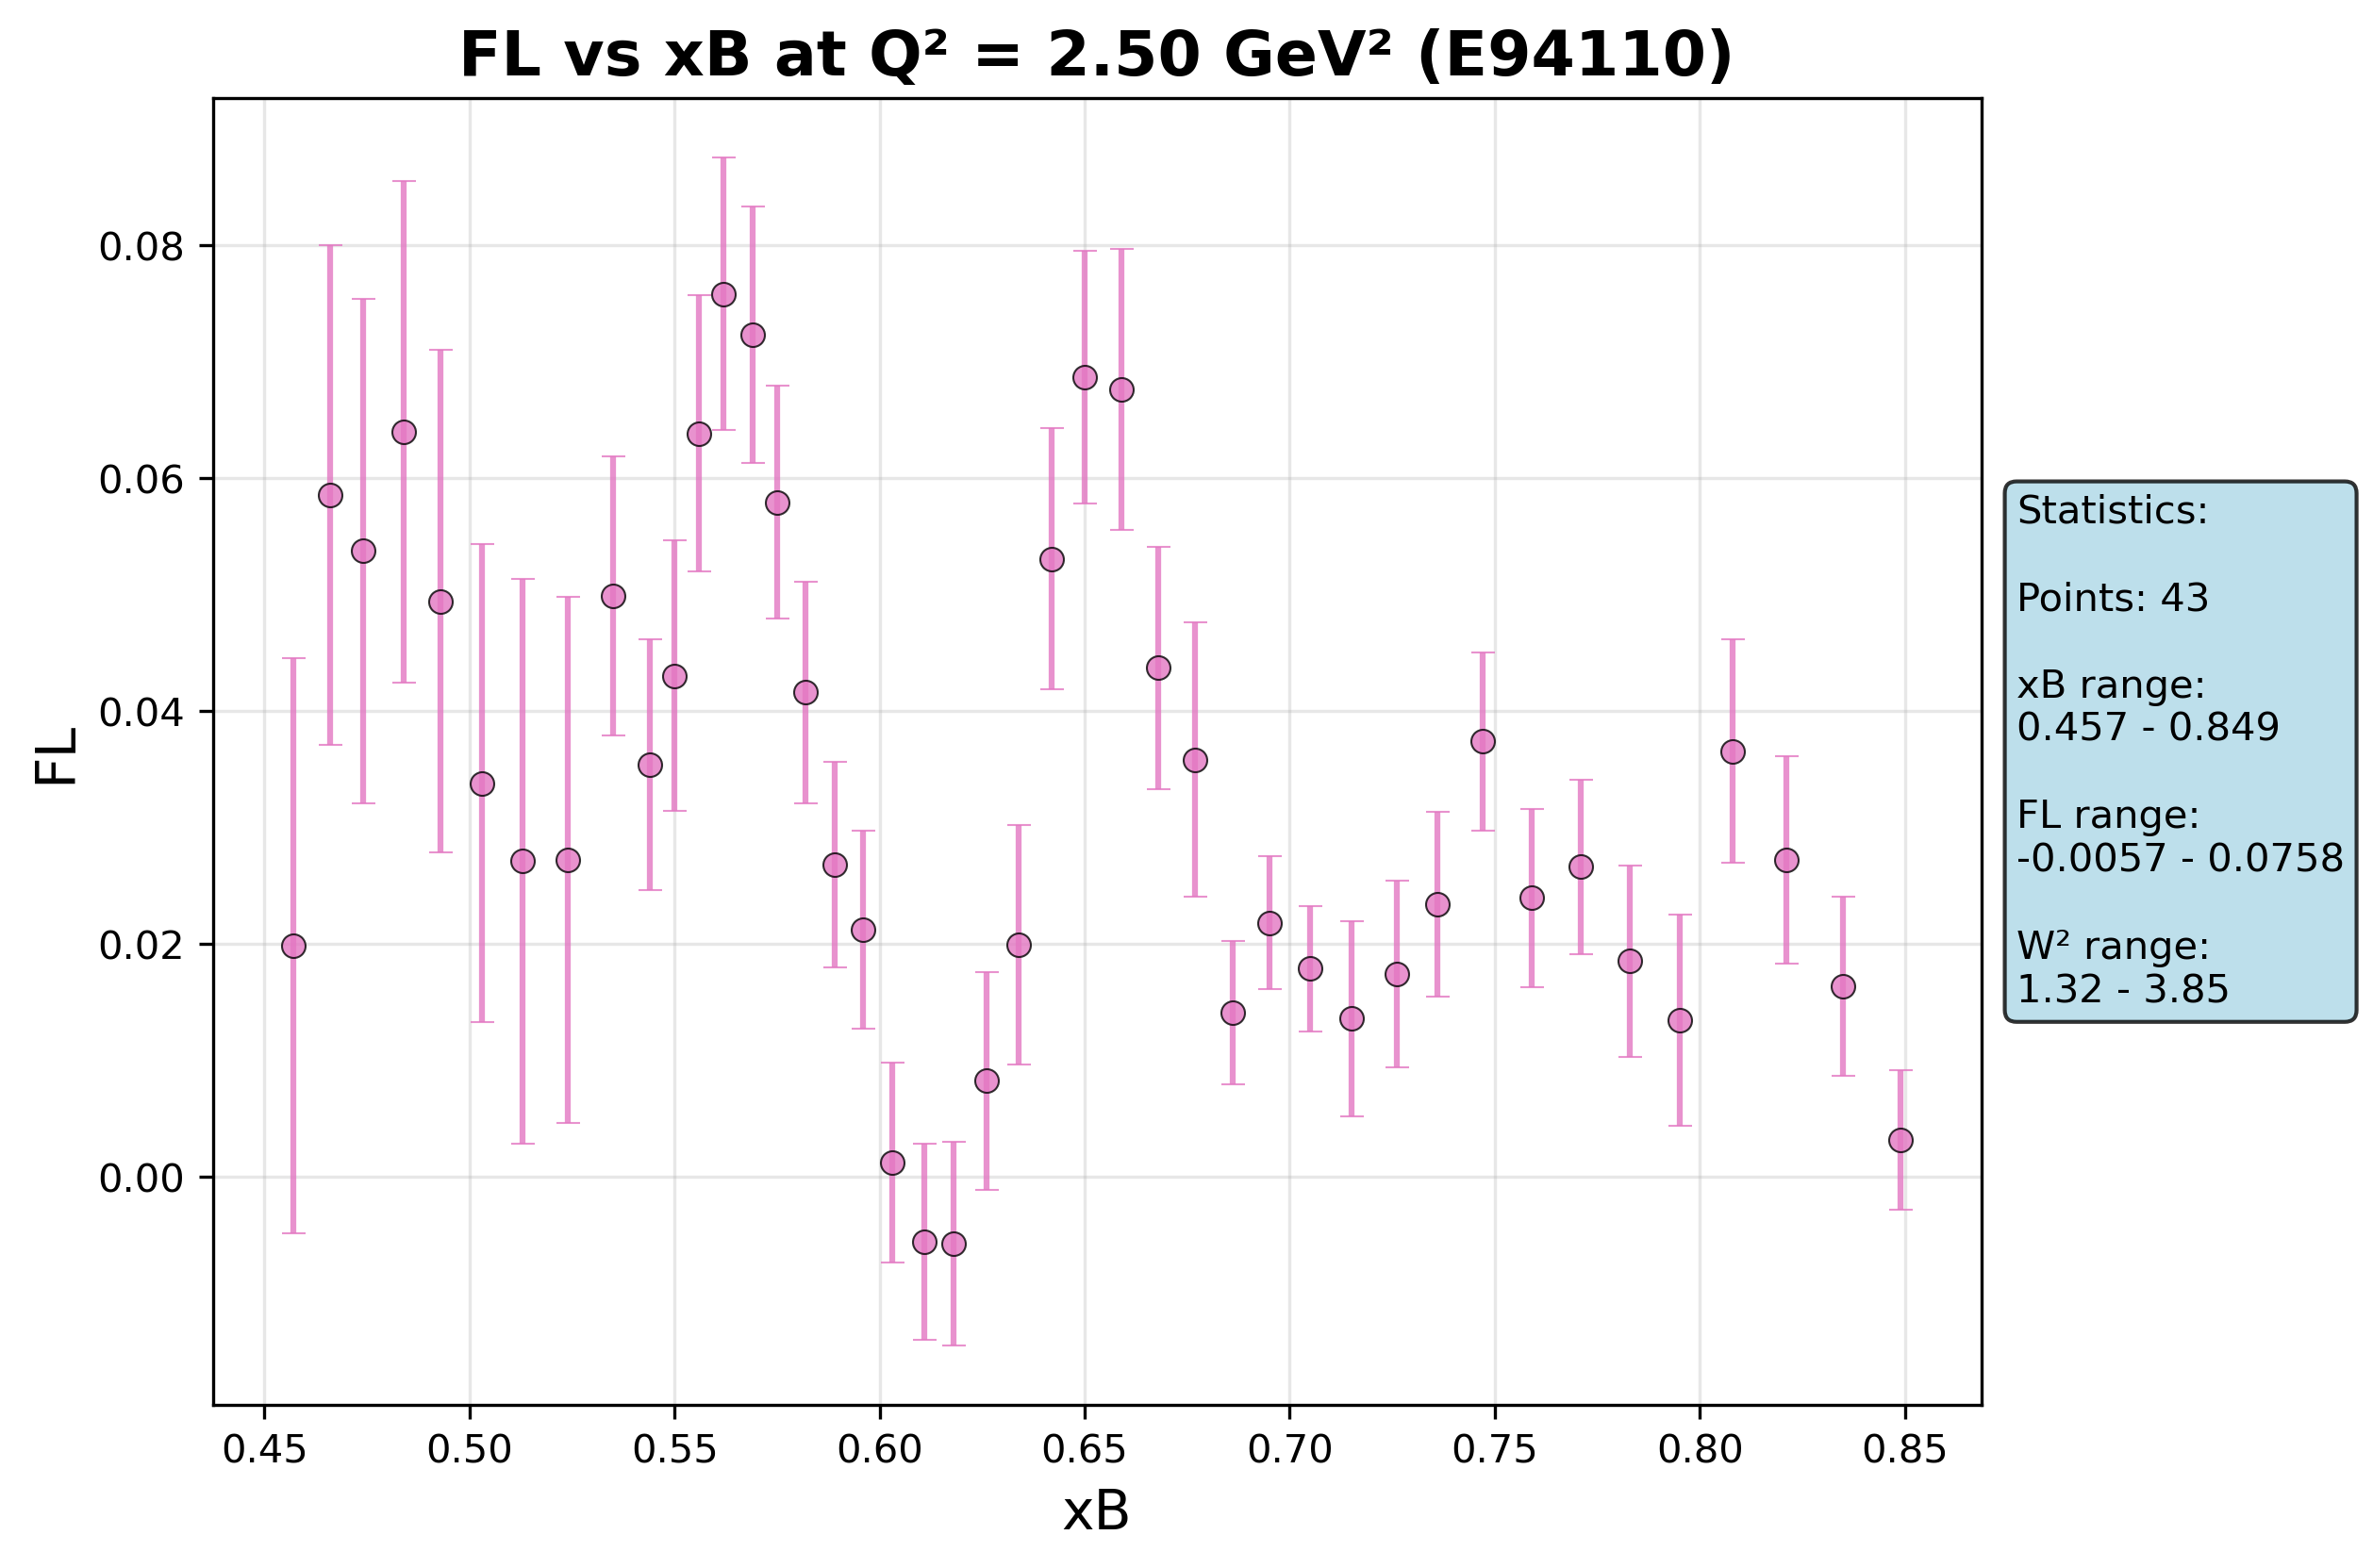 FL vs xB at Q² = 2.50 GeV² (E94110)
FL
0.08
0.06
0.04
0.02
0.00
0.45 0.50 0.55 0.60 0.65 0.70 0.75 0.80 0.85
xB
Statistics:
Points: 43
xB range:
0.457 - 0.849
FL range:
-0.0057 - 0.0758
W² range:
1.32 - 3.85